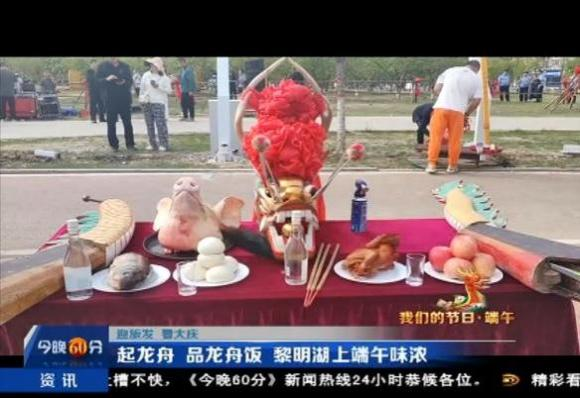 我们的节日·端午
迎旅发 暨大庆
今晚60分
起龙舟 品龙舟饭 黎明湖上端午味浓
资讯
槽不快，《今晚60分》新闻热线24小时恭候各位。
精彩看